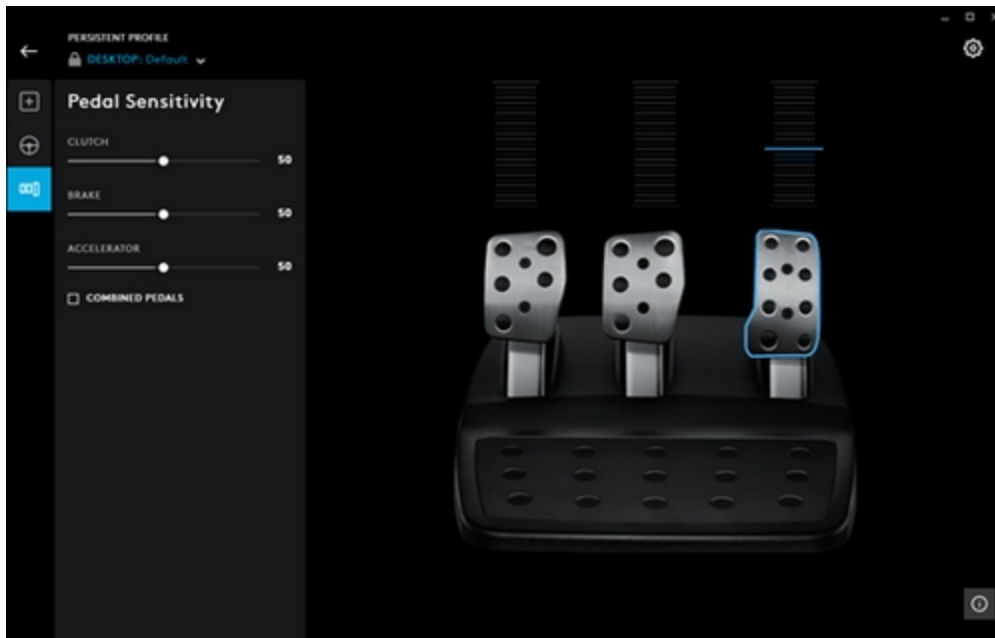 PERSISTENT PROFILE
DESKTOP: Default
Pedal Sensitivity
CLUTCH
50
BRAKE
50
ACCELERATOR
50
COMBINED PEDALS